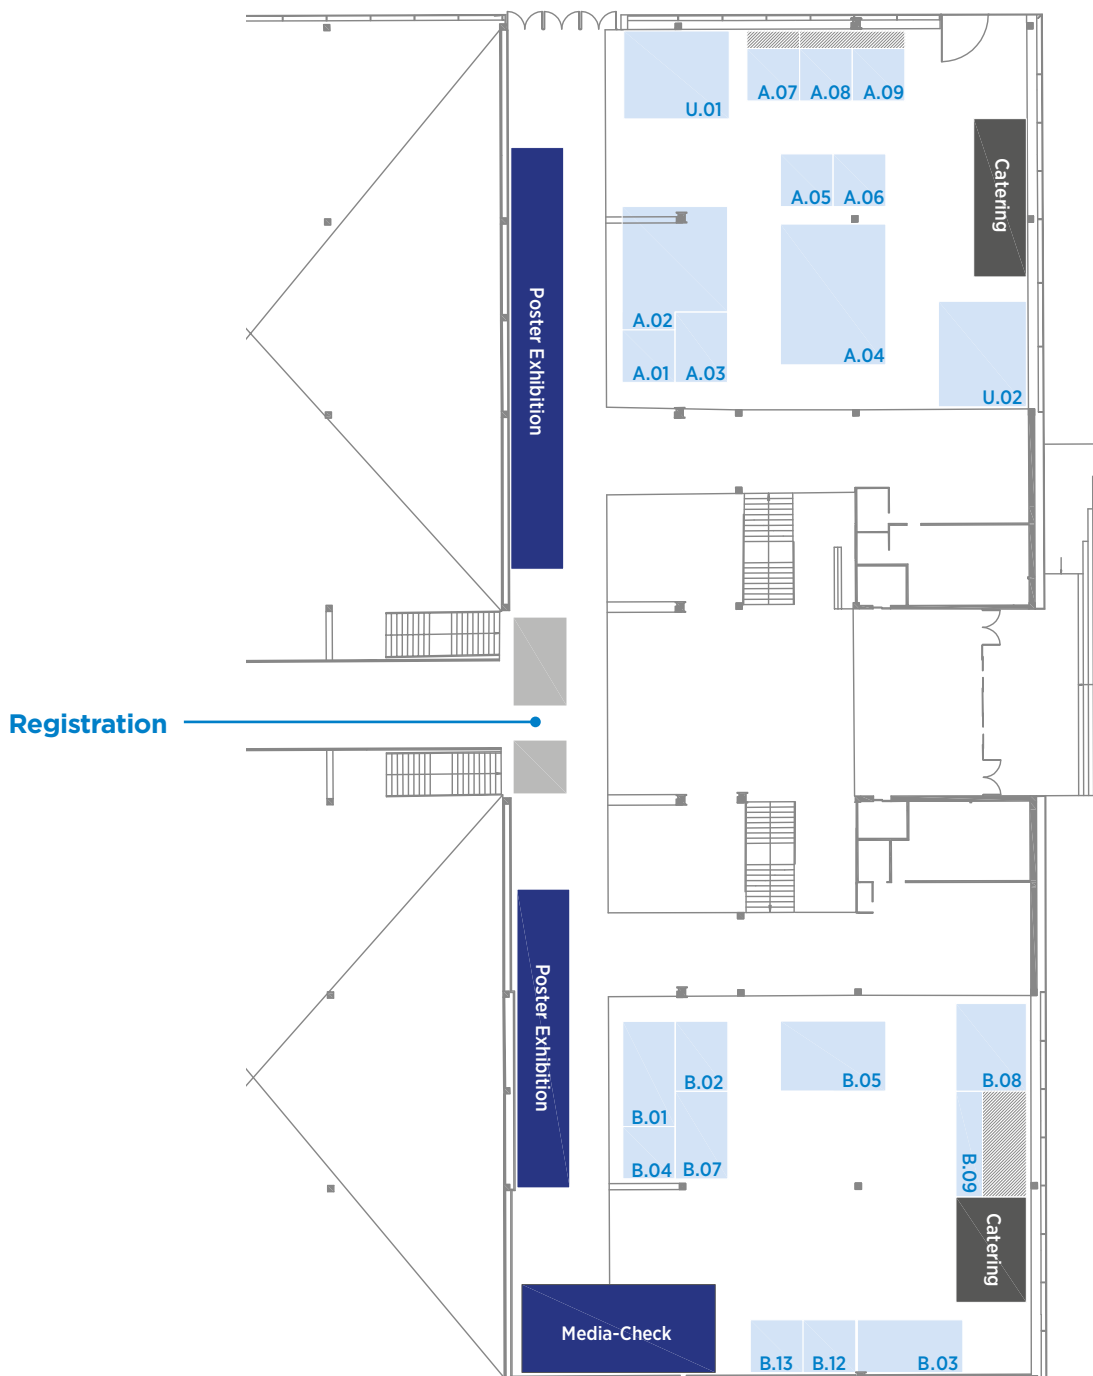 U.01
A.07
A.08
A.09
Catering
A.05
A.06
Poster Exhibition
A.02
A.01
A.03
A.04
U.02
Registration
Poster Exhibition
B.01
B.02
B.04
B.07
B.05
B.08
B.09
Catering
Media-Check
B.13
B.12
B.03